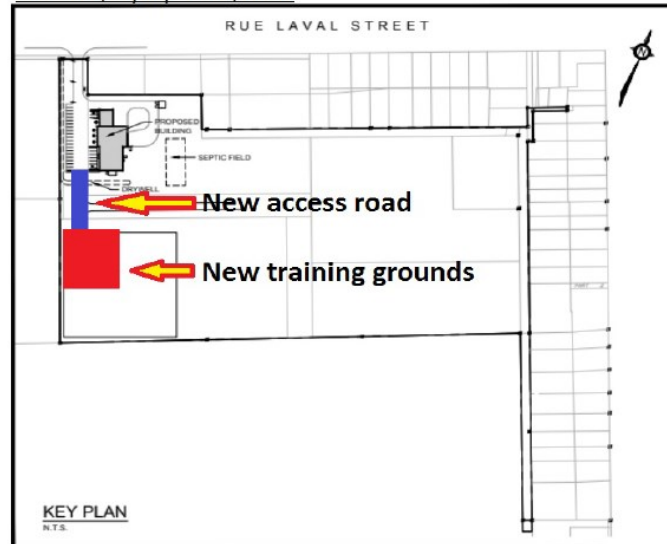 RUE LAVAL STREET
PROPOSED
BUILDING
SEPTIC FIELD
DRYWELL
New access road
New training grounds
KEY PLAN
N.T.S.